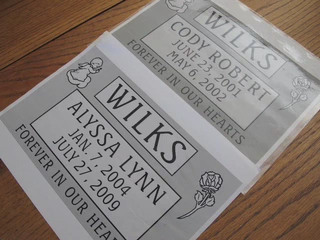 WILKS
CODY ROBERT
JUNE 22, 2001
MAY 6, 2002
FOREVER IN OUR HEARTS
WILKS
ALYSSA LYNN
JAN. 7, 2004
JULY 27, 2009
FOREVER IN OUR HEARTS